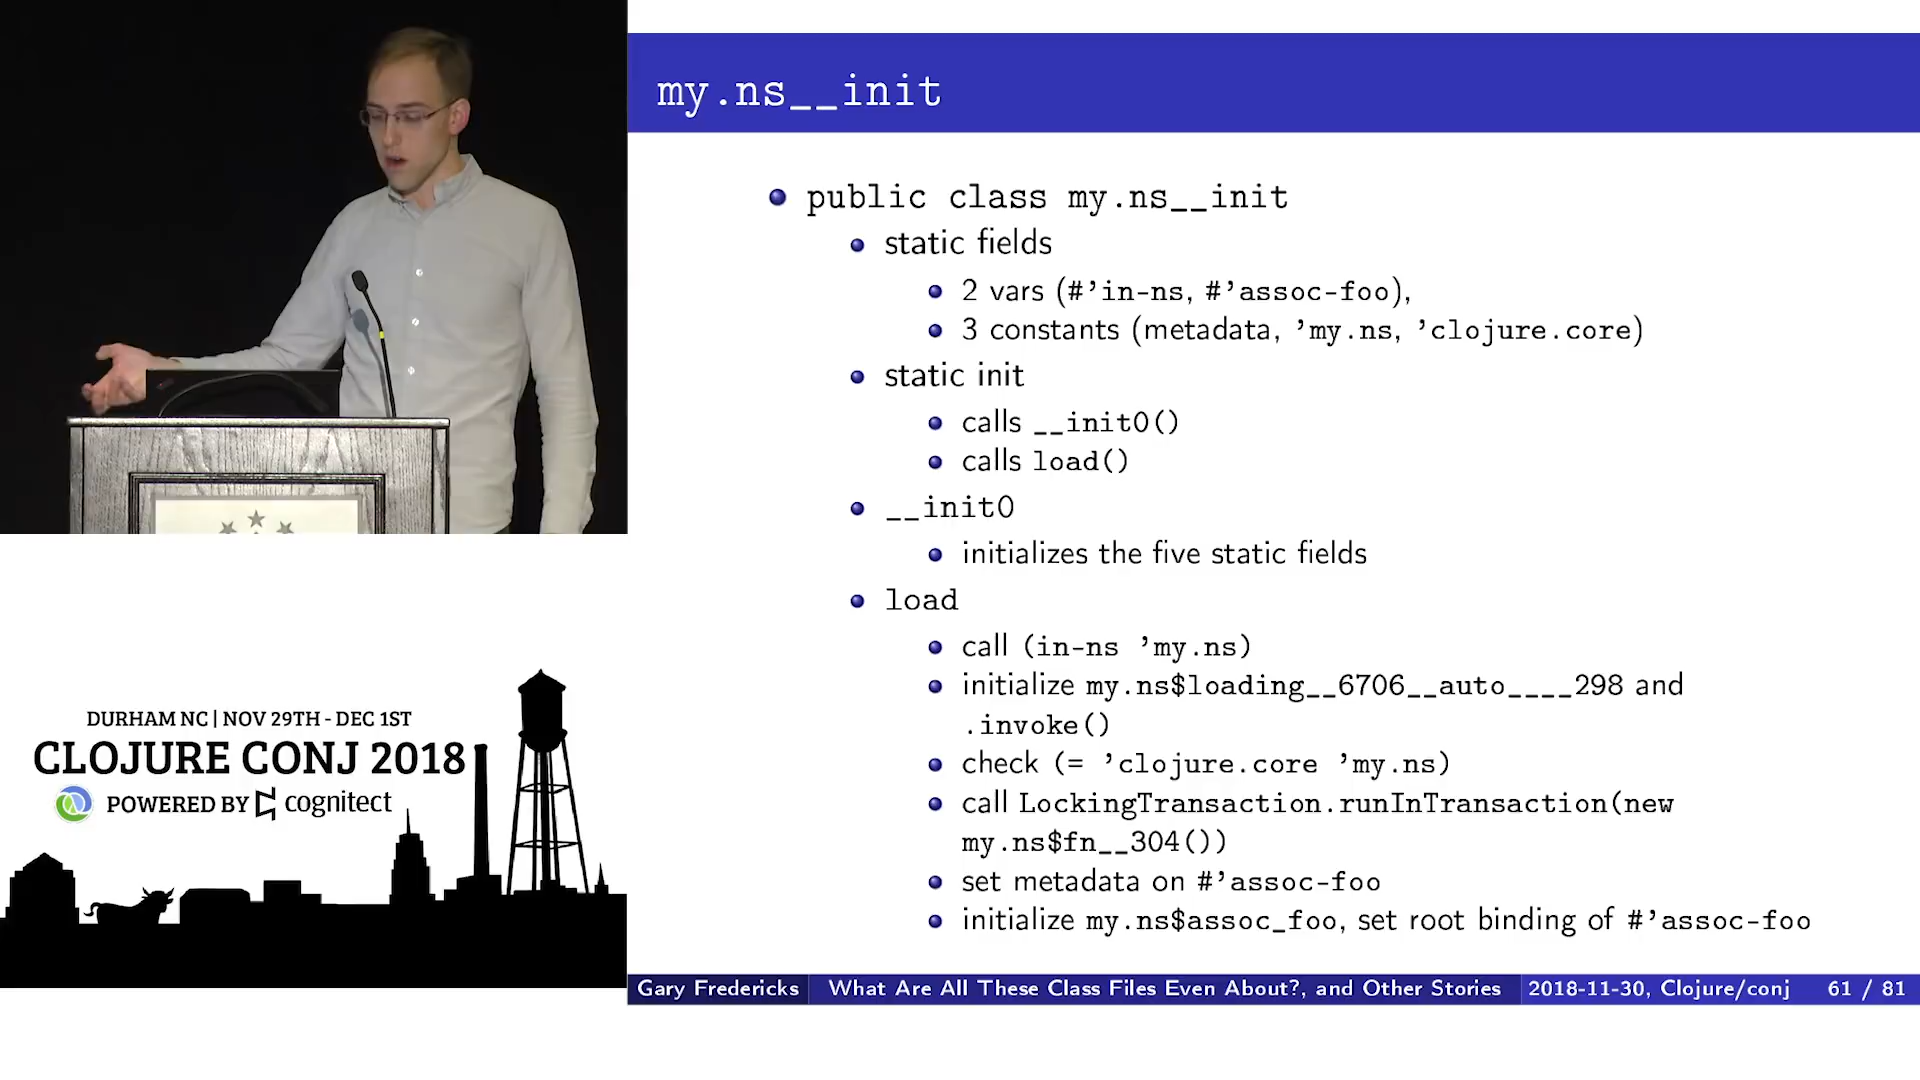 my.ns__init
public class my.ns__init
static fields
2 vars (#'in-ns, #'assoc-foo),
3 constants (metadata, 'my.ns, 'clojure.core)
static init
calls __init0()
calls load()
__init0
initializes the five static fields
load
call (in-ns 'my.ns)
initialize my.ns$loading__6706__auto____298 and
.invoke()
check (= 'clojure.core 'my.ns)
call LockingTransaction.runInTransaction(new
my.ns$fn__304())
set metadata on #'assoc-foo
initialize my.ns$assoc_foo, set root binding of #'assoc-foo
DURHAM NC | NOV 29TH - DEC 1ST
CLOJURE CONJ 2018
POWERED BY cognitect
Gary Fredericks What Are All These Class Files Even About?, and Other Stories 2018-11-30, Clojure/conj 61 / 81